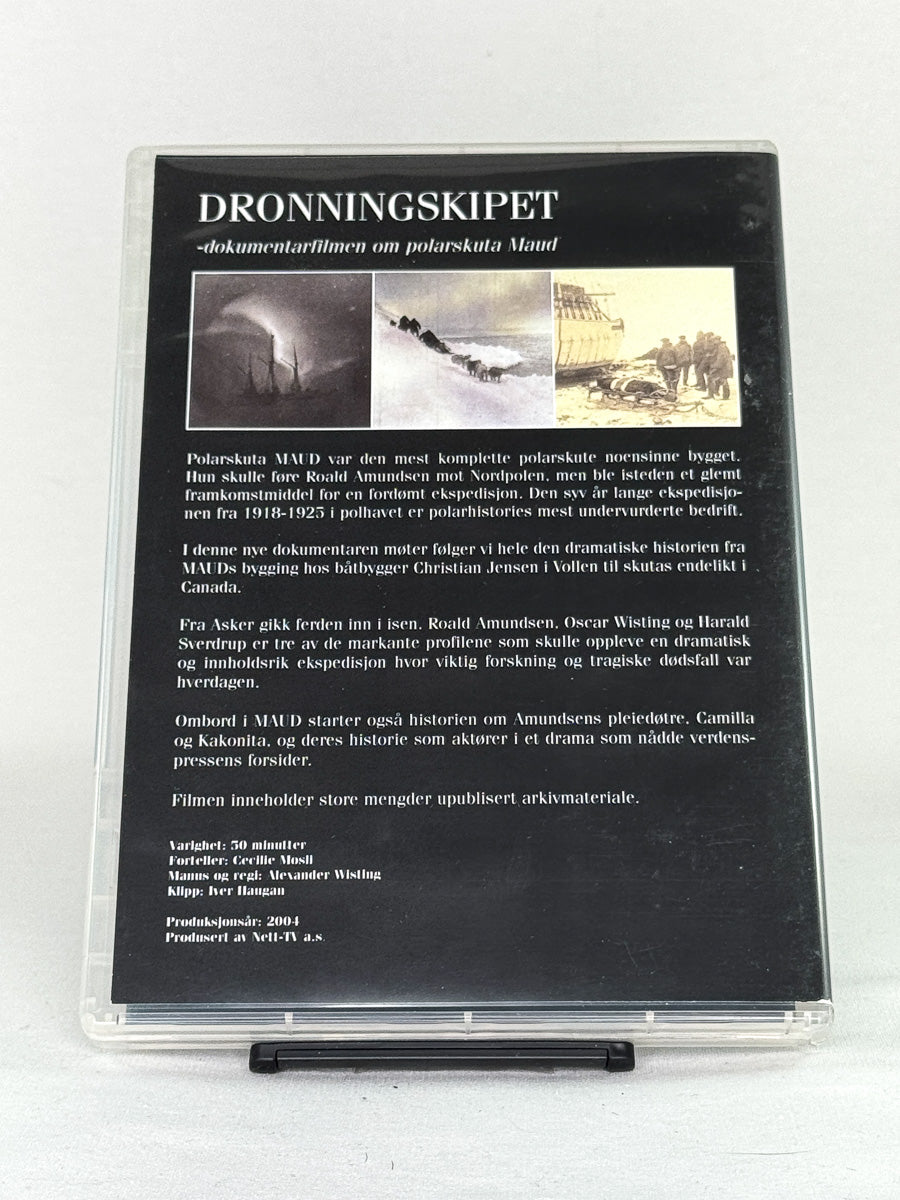 DRONNINGSKIPET
-dokumentarfilmen om polarskuta Maud
Polarskuta MAUD var den mest komplette polarskute noensinne bygget.
Hun skulle føre Roald Amundsen mot Nordpolen, men ble isteden et glemt
framkomstmiddel for en fordømt ekspedisjon. Den syv år lange ekspedisjo-
nen fra 1918-1925 i polhavet er polarhistories mest undervurderte bedrift.
I denne nye dokumentaren møter følger vi hele den dramatiske historien fra
MAUDs bygging hos båtbygger Christian Jensen i Vollen til skutas endelikt i
Canada.
Fra Asker gikk ferden inn i isen. Roald Amundsen, Oscar Wisting og Harald
Sverdrup er tre av de markante profilene som skulle oppleve en dramatisk
og innholdsrik ekspedisjon hvor viktig forskning og tragiske dødsfall var
hverdagen.
Ombord i MAUD starter også historien om Amundsens pleiedøtre, Camilla
og Kakonita, og deres historie som aktører i et drama som nådde verdens-
pressens forsider.
Filmen inneholder store mengder upublisert arkivmateriale.
Varighet: 50 minutter
Forteller: Cecilie Mosli
Manus og regi: Alexander Wisting
Klipp: Iver Haugan
Produksjonsår: 2004
Produsert av Nett-TV a.s.